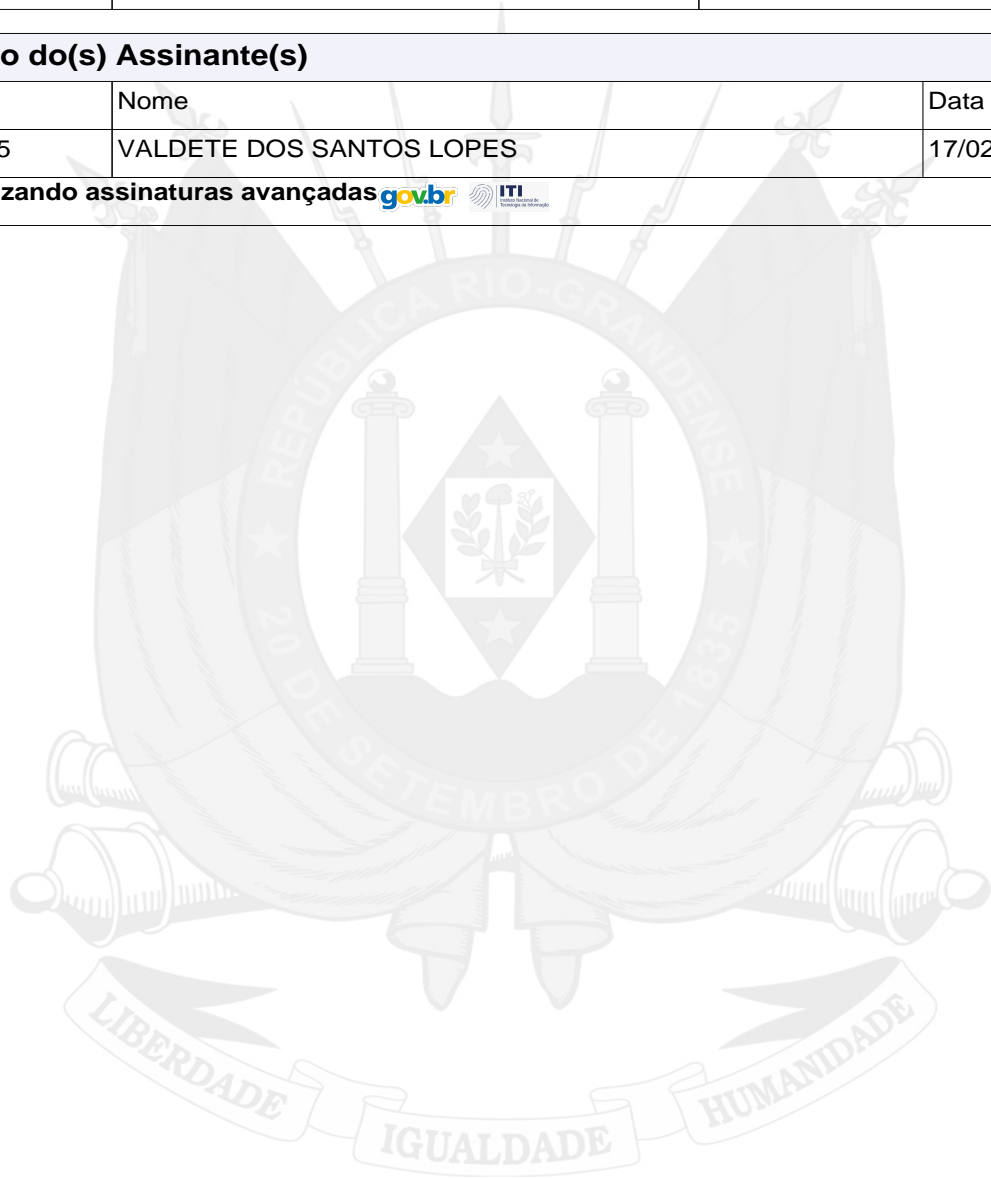 o do(s) Assinante(s)
Nome Data
5 VALDETE DOS SANTOS LOPES 17/02
zando assinaturas avançadas gov.br ITI
REPÚBLICA RIO-GRANDENSE
20 DE SETEMBRO DE 1835
LIBERDADE IGUALDADE HUMANIDADE